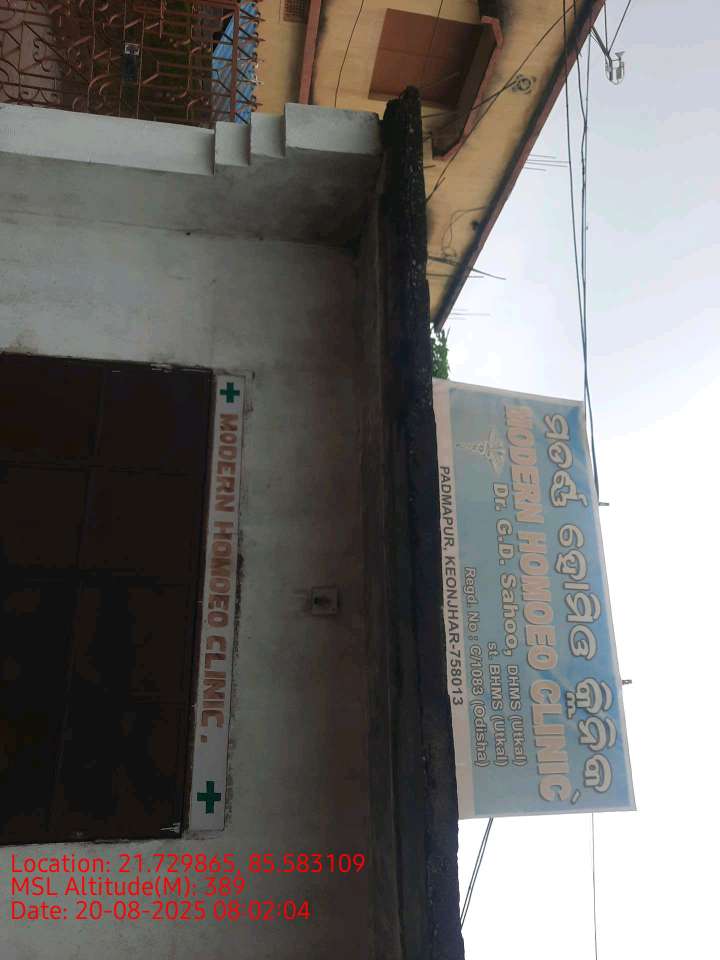 ମଡର୍ଣ୍ଣ ହୋମିଓ କ୍ଲିନିକ୍
MODERN HOMOEO CLINIC
Dr. G.D. Sahoo, DHMS (Utkal)
st. BHMS (Utkal)
Regd. No : C/1083 (Odisha)
PADMAPUR, KEONJHAR-758013
MODERN HOMOEO CLINIC.
Location: 21.729865, 85.583109
MSL Altitude(M): 389
Date: 20-08-2025 08:02:04